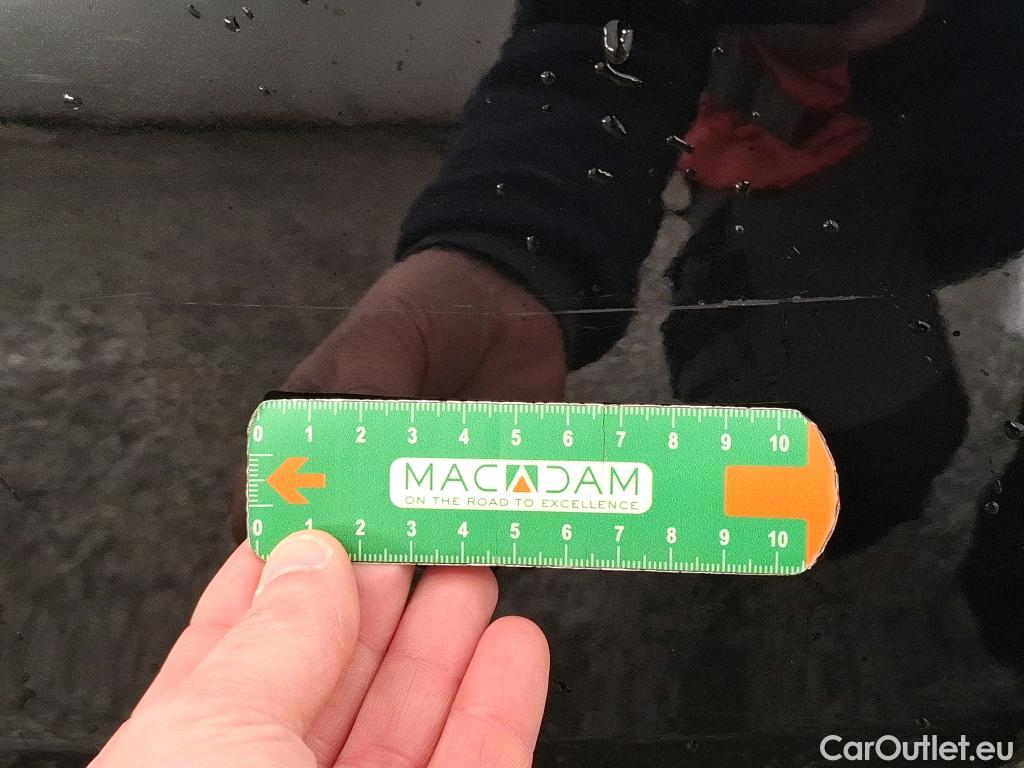 0 1 2 3 4 5 6 7 8 9 10
MACADAM
ON THE ROAD TO EXCELLENCE
0 1 2 3 4 5 6 7 8 9 10
CarOutlet.eu